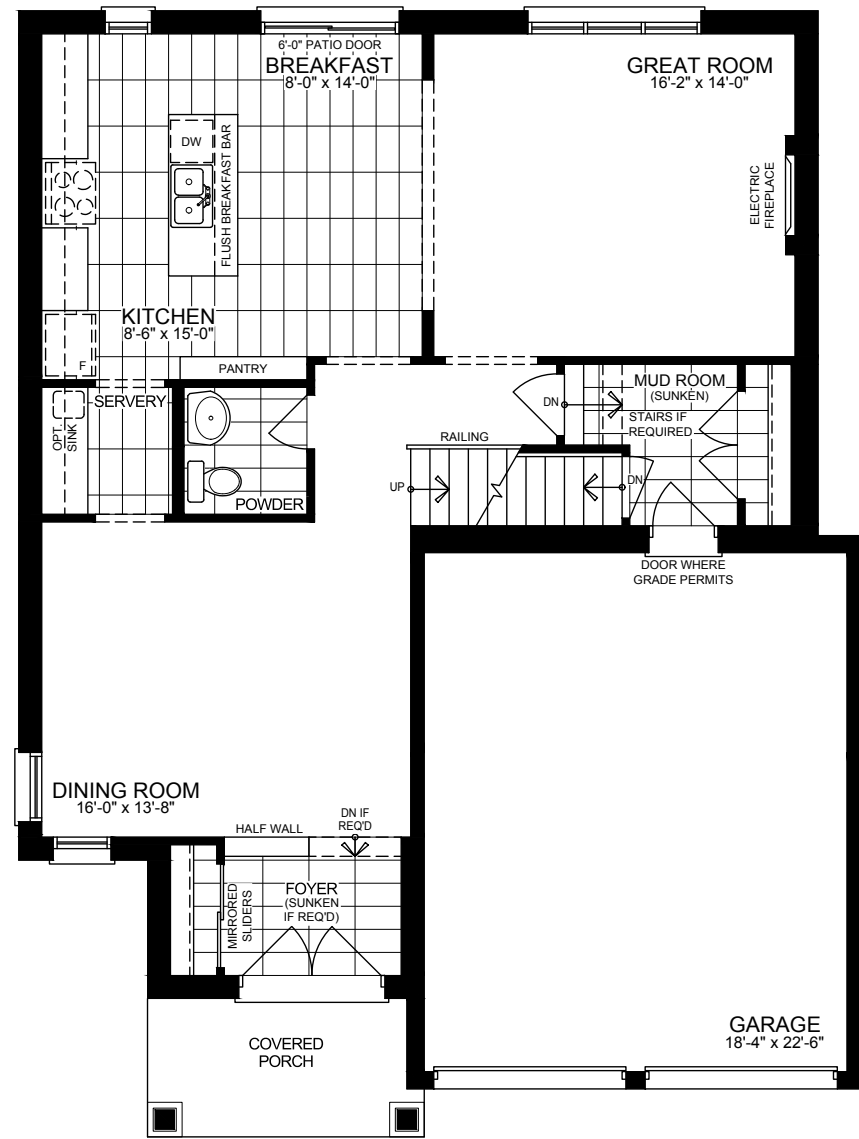 6'-0" PATIO DOOR
BREAKFAST
8'-0" x 14'-0"
GREAT ROOM
16'-2" x 14'-0"
DW
FLUSH BREAKFAST BAR
ELECTRIC
FIREPLACE
KITCHEN
8'-6" x 15'-0"
F
PANTRY
SERVERY
OPT.
SINK
POWDER
MUD ROOM
(SUNKEN)
DN
STAIRS IF
REQUIRED
RAILING
UP
DN
DOOR WHERE
GRADE PERMITS
DINING ROOM
16'-0" x 13'-8"
HALF WALL
DN IF
REQ'D
MIRRORED
SLIDERS
FOYER
(SUNKEN
IF REQ'D)
COVERED
PORCH
GARAGE
18'-4" x 22'-6"